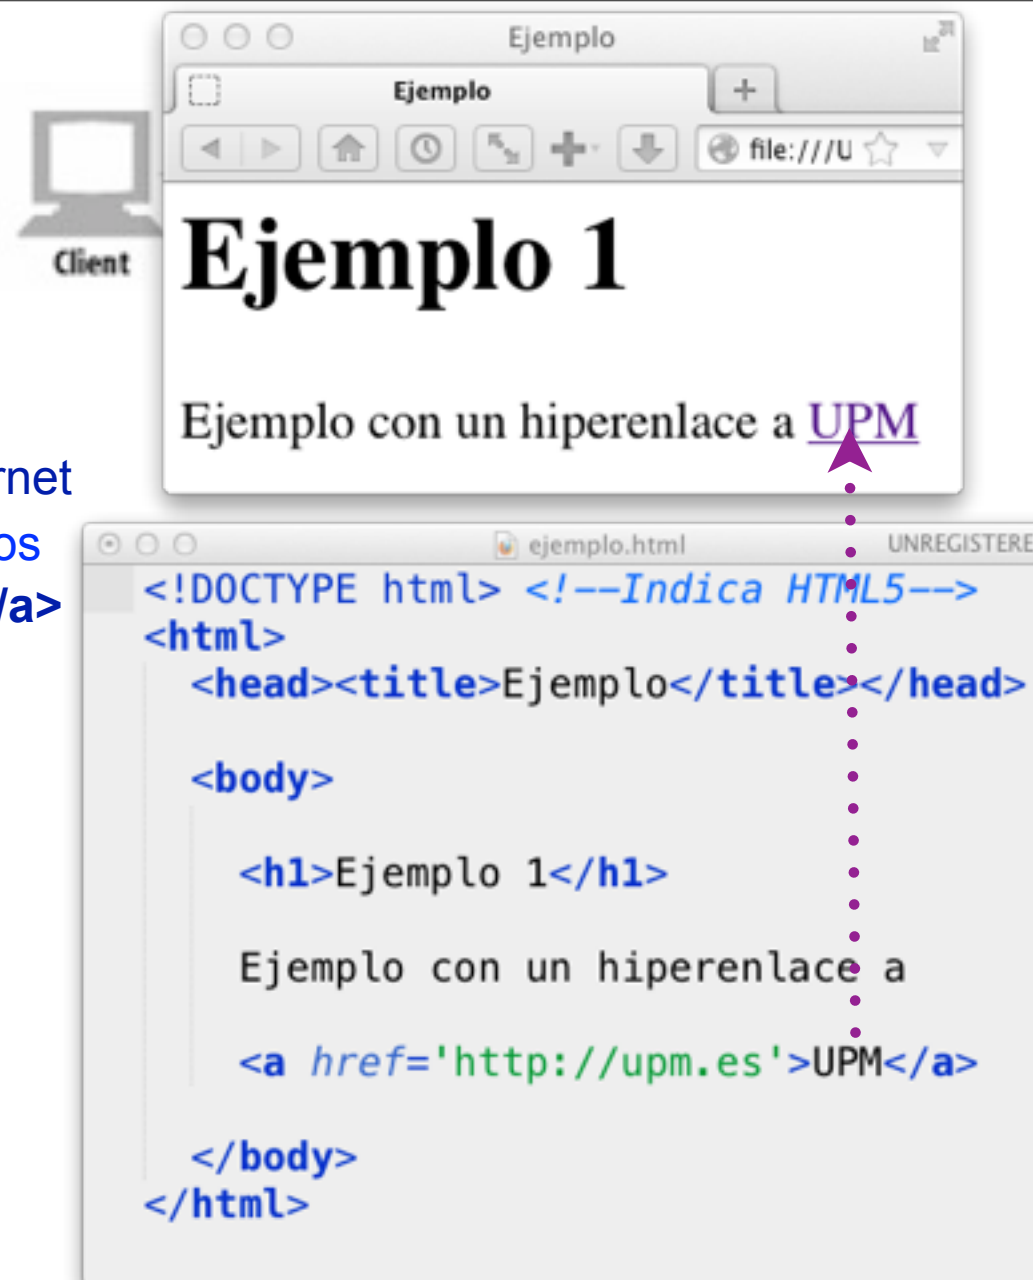 Ejemplo
Ejemplo
file:///U
Client
Ejemplo 1
Ejemplo con un hiperenlace a UPM
rnet
os
/a>
ejemplo.html
UNREGISTERE
<!DOCTYPE html> <!--Indica HTML5-->
<html>
<head><title>Ejemplo</title></head>
<body>
<h1>Ejemplo 1</h1>
Ejemplo con un hiperenlace a
<a href='http://upm.es'>UPM</a>
</body>
</html>